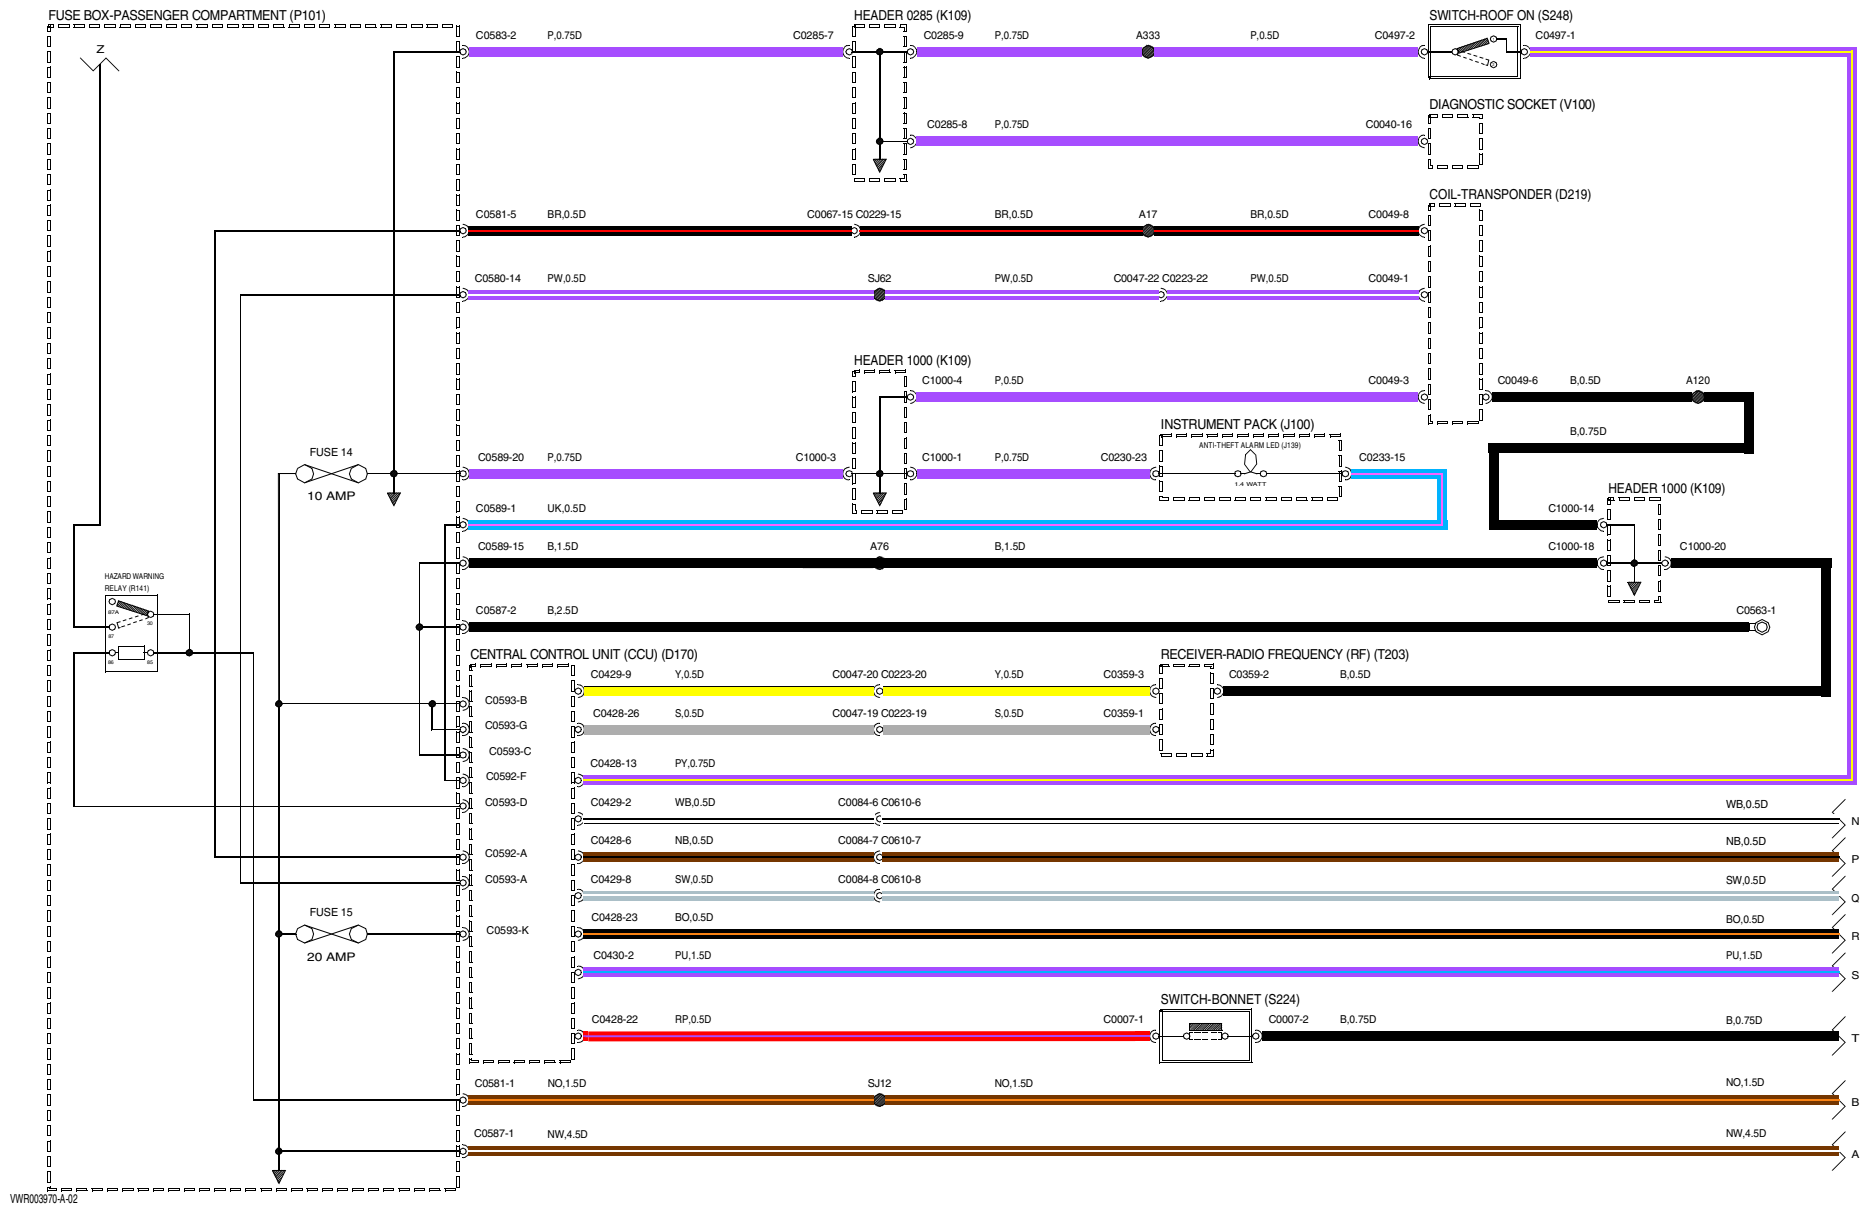 FUSE BOX-PASSENGER COMPARTMENT (P101)
HEADER 0285 (K109)
SWITCH-ROOF ON (S248)
C0583-2 P,0.75D C0285-7 C0285-9 P,0.75D A333 P,0.5D C0497-2 C0497-1
Z
DIAGNOSTIC SOCKET (V100)
C0285-8 P,0.75D C0040-16
COIL-TRANSPONDER (D219)
C0581-5 BR,0.5D C0067-15 C0229-15 BR,0.5D A17 BR,0.5D C0049-8
C0580-14 PW,0.5D SJ62 PW,0.5D C0047-22 C0223-22 PW,0.5D C0049-1
HEADER 1000 (K109)
C1000-4 P,0.5D C0049-3 C0049-6 B,0.5D A120
INSTRUMENT PACK (J100)
B,0.75D
ANTI-THEFT ALARM LED (J139)
FUSE 14
C0589-20 P,0.75D C1000-3 C1000-1 P,0.75D C0230-23 C0233-15
1.4 WATT
10 AMP
HEADER 1000 (K109)
C0589-1 UK,0.5D C1000-14
C0589-15 B,1.5D A76 B,1.5D C1000-18 C1000-20
HAZARD WARNING
RELAY (R141)
87A
30
87
86 85
C0587-2 B,2.5D C0563-1
CENTRAL CONTROL UNIT (CCU) (D170)
RECEIVER-RADIO FREQUENCY (RF) (T203)
C0429-9 Y,0.5D C0047-20 C0223-20 Y,0.5D C0359-3 C0359-2 B,0.5D
C0593-B
C0428-26 S,0.5D C0047-19 C0223-19 S,0.5D C0359-1
C0593-G
C0593-C
C0428-13 PY,0.75D
C0592-F
C0593-D
C0429-2 WB,0.5D C0084-6 C0610-6 WB,0.5D N
C0428-6 NB,0.5D C0084-7 C0610-7 NB,0.5D P
C0592-A
C0593-A
C0429-8 SW,0.5D C0084-8 C0610-8 SW,0.5D Q
FUSE 15
C0428-23 BO,0.5D BO,0.5D R
C0593-K
20 AMP
C0430-2 PU,1.5D PU,1.5D S
SWITCH-BONNET (S224)
C0428-22 RP,0.5D C0007-1 C0007-2 B,0.75D B,0.75D T
C0581-1 NO,1.5D SJ12 NO,1.5D NO,1.5D B
C0587-1 NW,4.5D NW,4.5D A
VWR003970-A-02